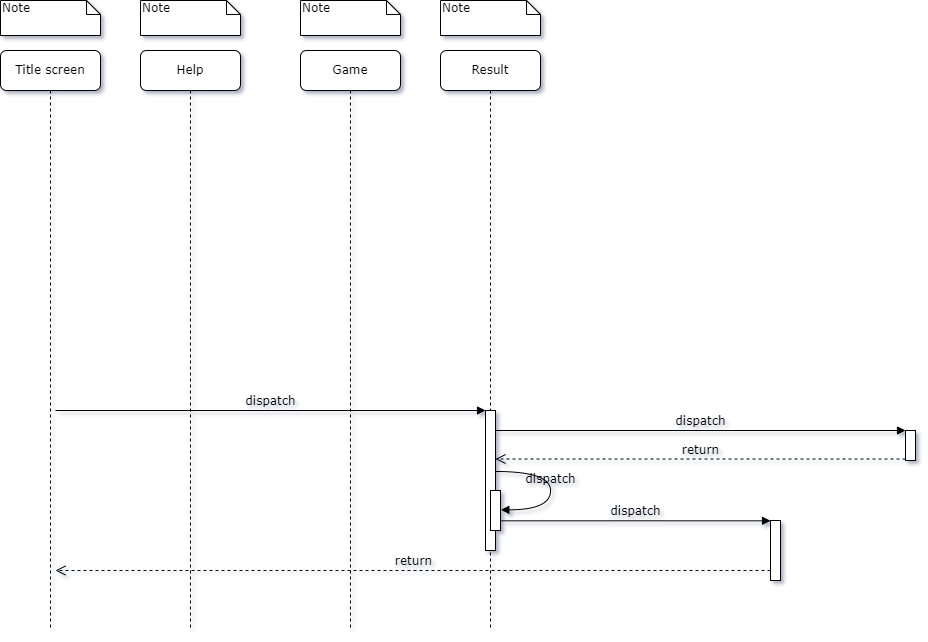 Note
Note
Note
Note
Title screen
Help
Game
Result
dispatch
dispatch
return
dispatch
dispatch
return